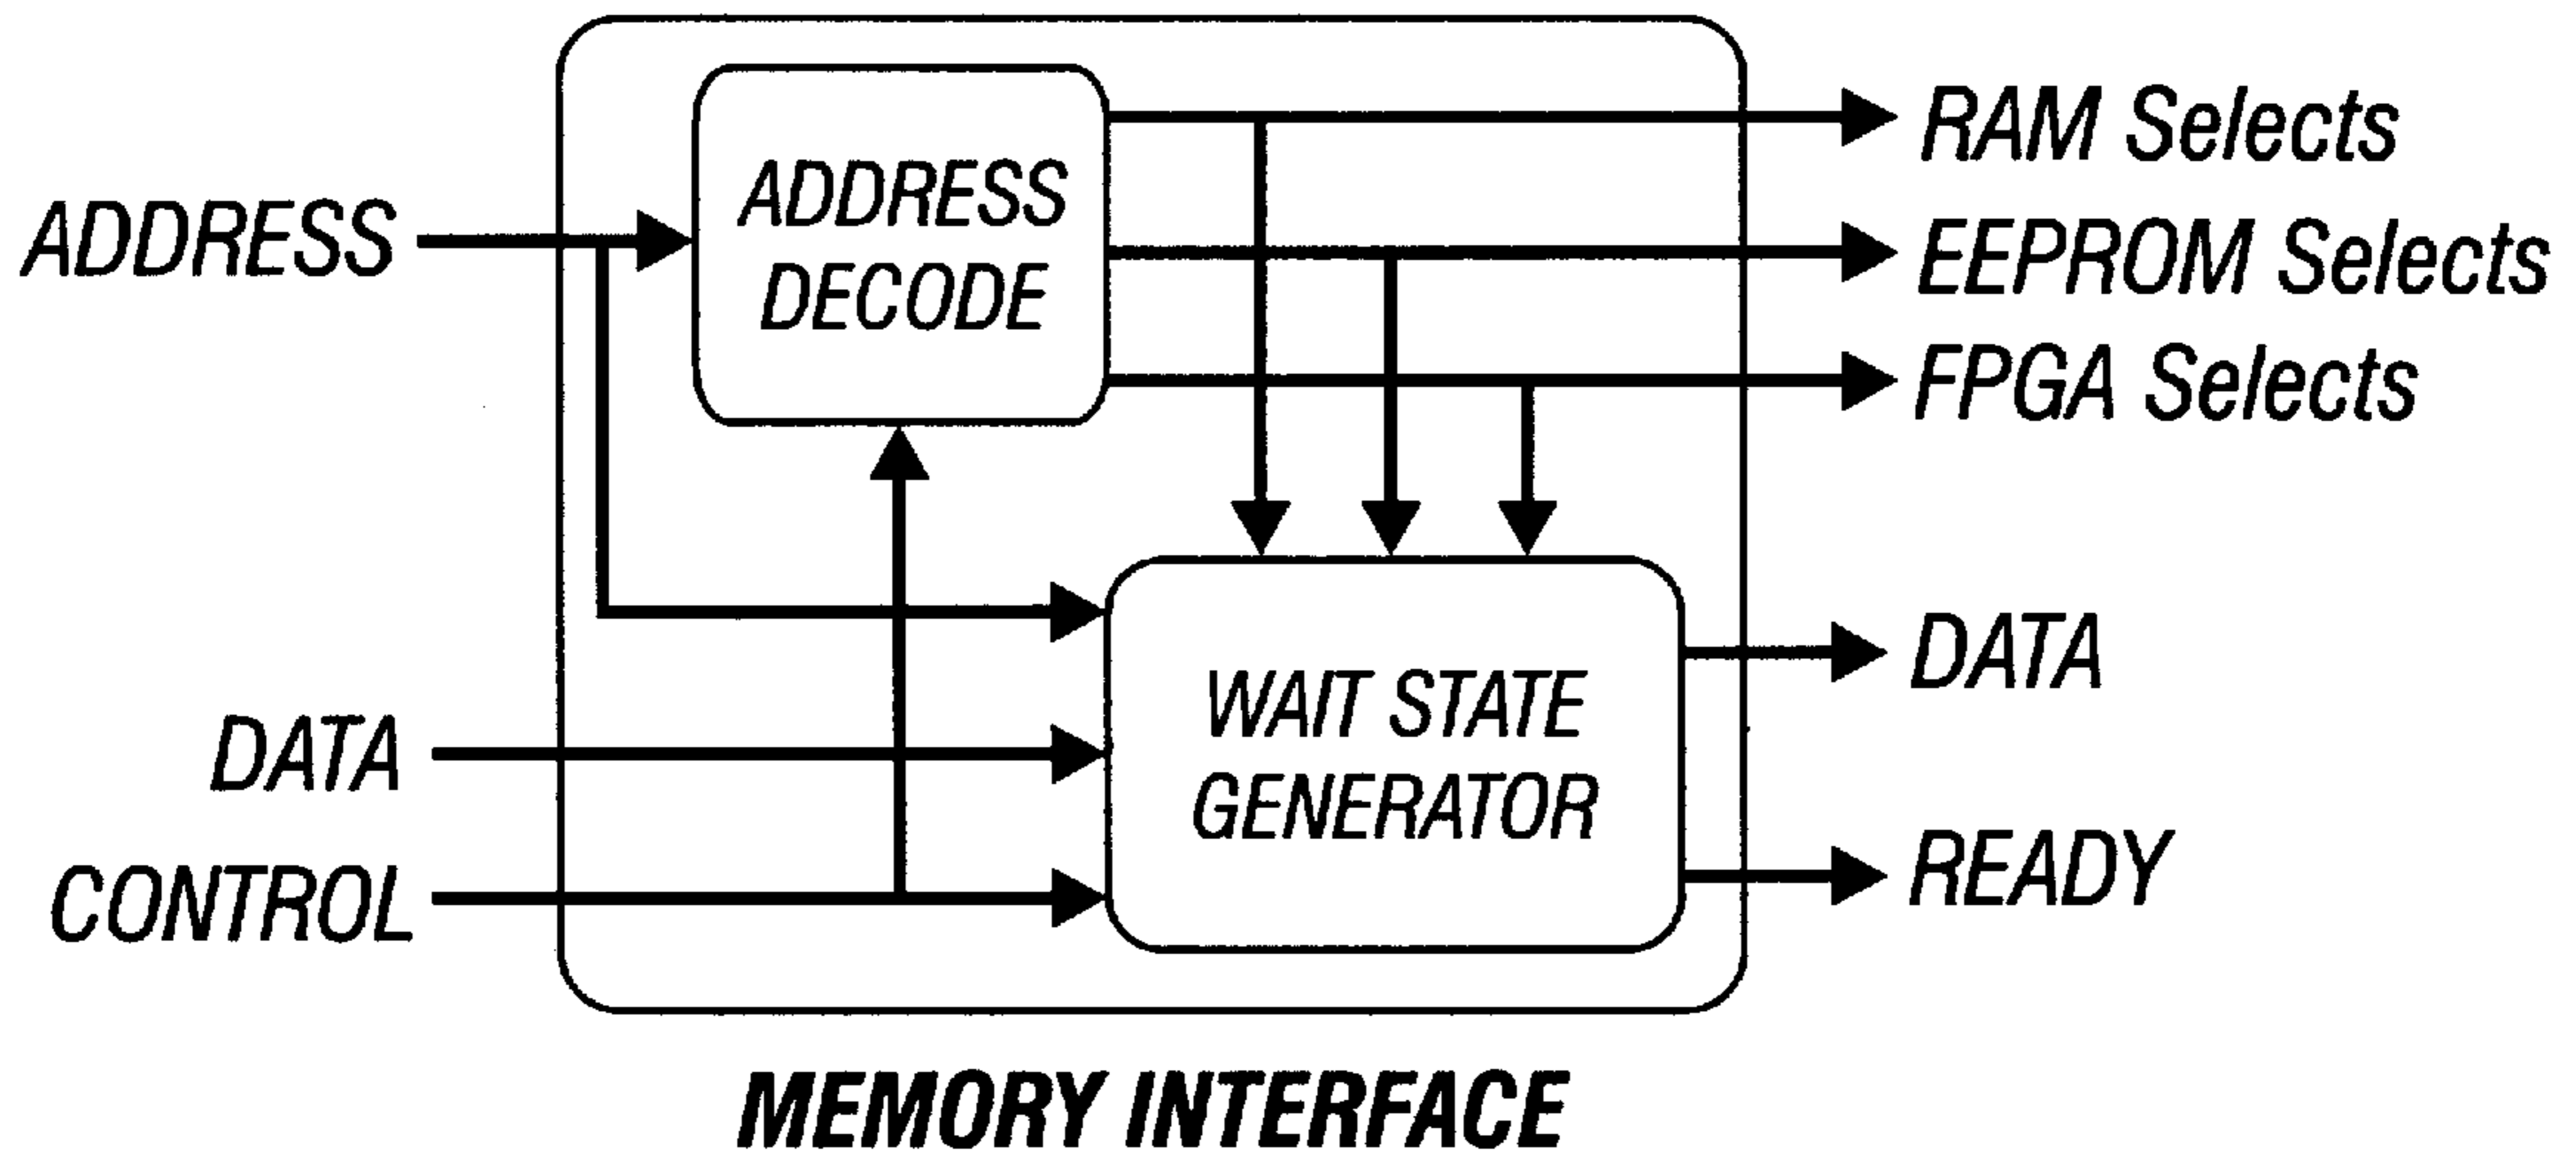 RAM Selects
ADDRESS
DECODE
ADDRESS
EEPROM Selects
FPGA Selects
DATA
WAIT STATE
GENERATOR
DATA
CONTROL
READY
MEMORY INTERFACE